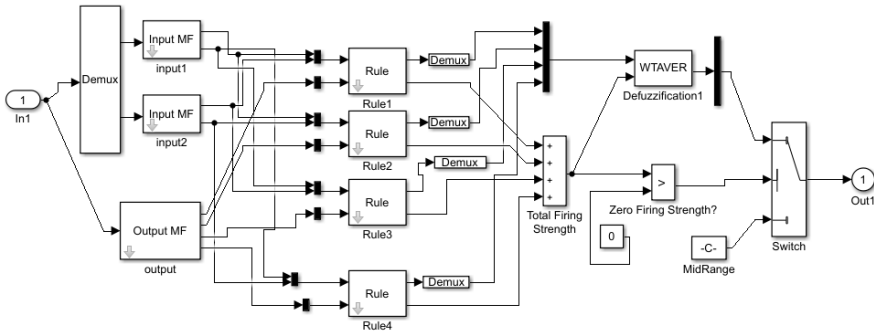 1
In1
Demux
Input MF
input1
Input MF
input2
Output MF
output
Rule
Rule1
Rule
Rule2
Rule
Rule3
Rule
Rule4
Demux
Demux
Demux
Demux
+
+
+
+
Total Firing
Strength
WTAVER
Defuzzification1
>
Zero Firing Strength?
0
-C-
MidRange
Switch
1
Out1